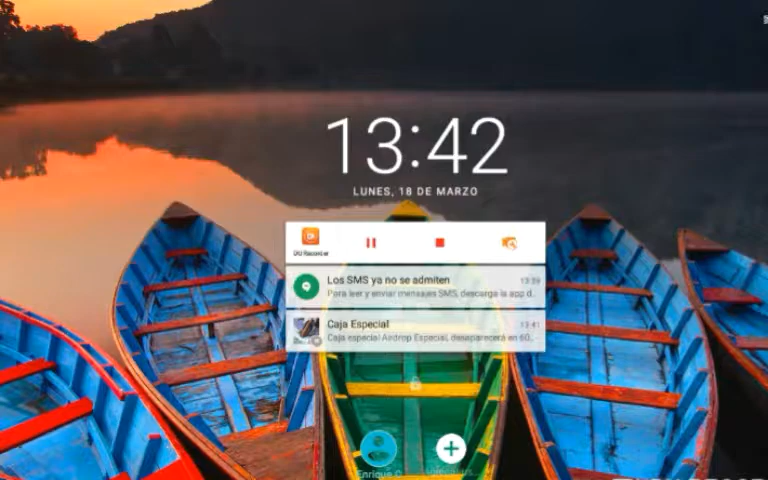 13:42
LUNES, 18 DE MARZO
DU Recorder
Los SMS ya no se admiten 13:39
Para leer y enviar mensajes SMS, descarga la app d..
Caja Especial 13:41
Caja especial Airdrop Especial, desaparecerá en 60..
Enrique C